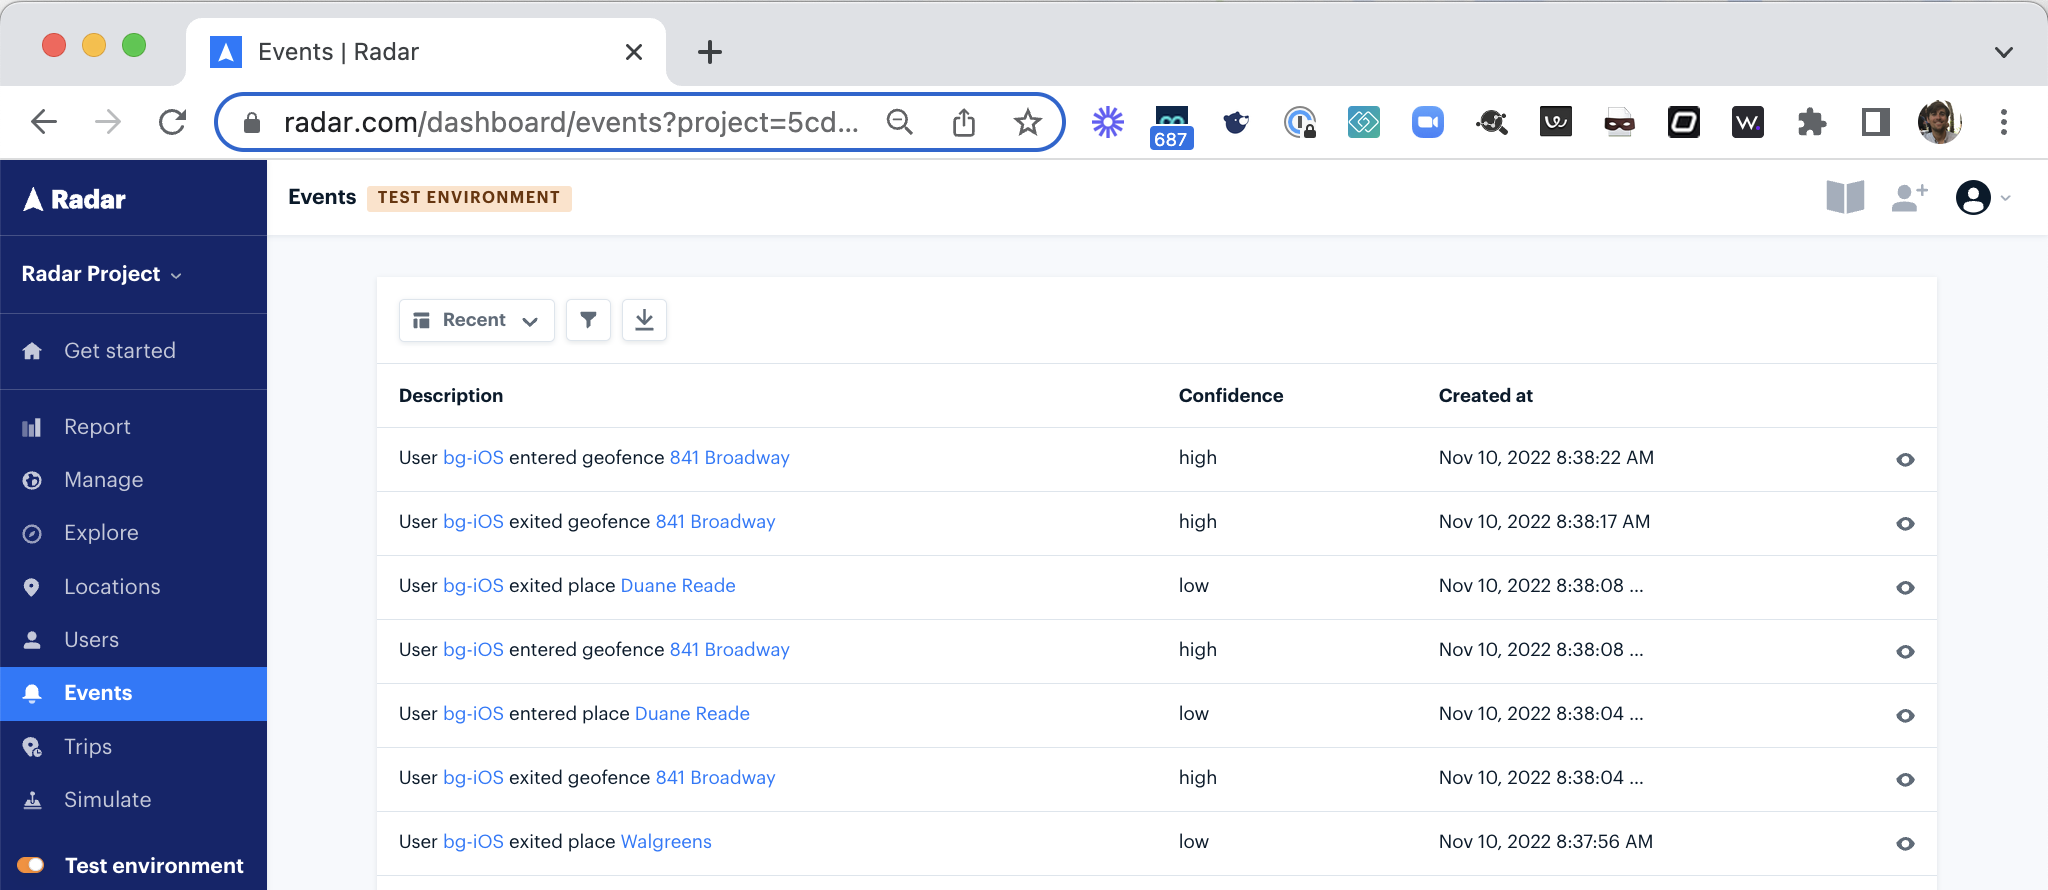 Events | Radar
radar.com/dashboard/events?project=5cd...
687
W.
Radar
Events TEST ENVIRONMENT
Radar Project
Get started
Report
Manage
Explore
Locations
Users
Events
Trips
Simulate
Test environment
Recent
Description Confidence Created at
User bg-iOS entered geofence 841 Broadway high Nov 10, 2022 8:38:22 AM
User bg-iOS exited geofence 841 Broadway high Nov 10, 2022 8:38:17 AM
User bg-iOS exited place Duane Reade low Nov 10, 2022 8:38:08 ...
User bg-iOS entered geofence 841 Broadway high Nov 10, 2022 8:38:08 ...
User bg-iOS entered place Duane Reade low Nov 10, 2022 8:38:04 ...
User bg-iOS exited geofence 841 Broadway high Nov 10, 2022 8:38:04 ...
User bg-iOS exited place Walgreens low Nov 10, 2022 8:37:56 AM